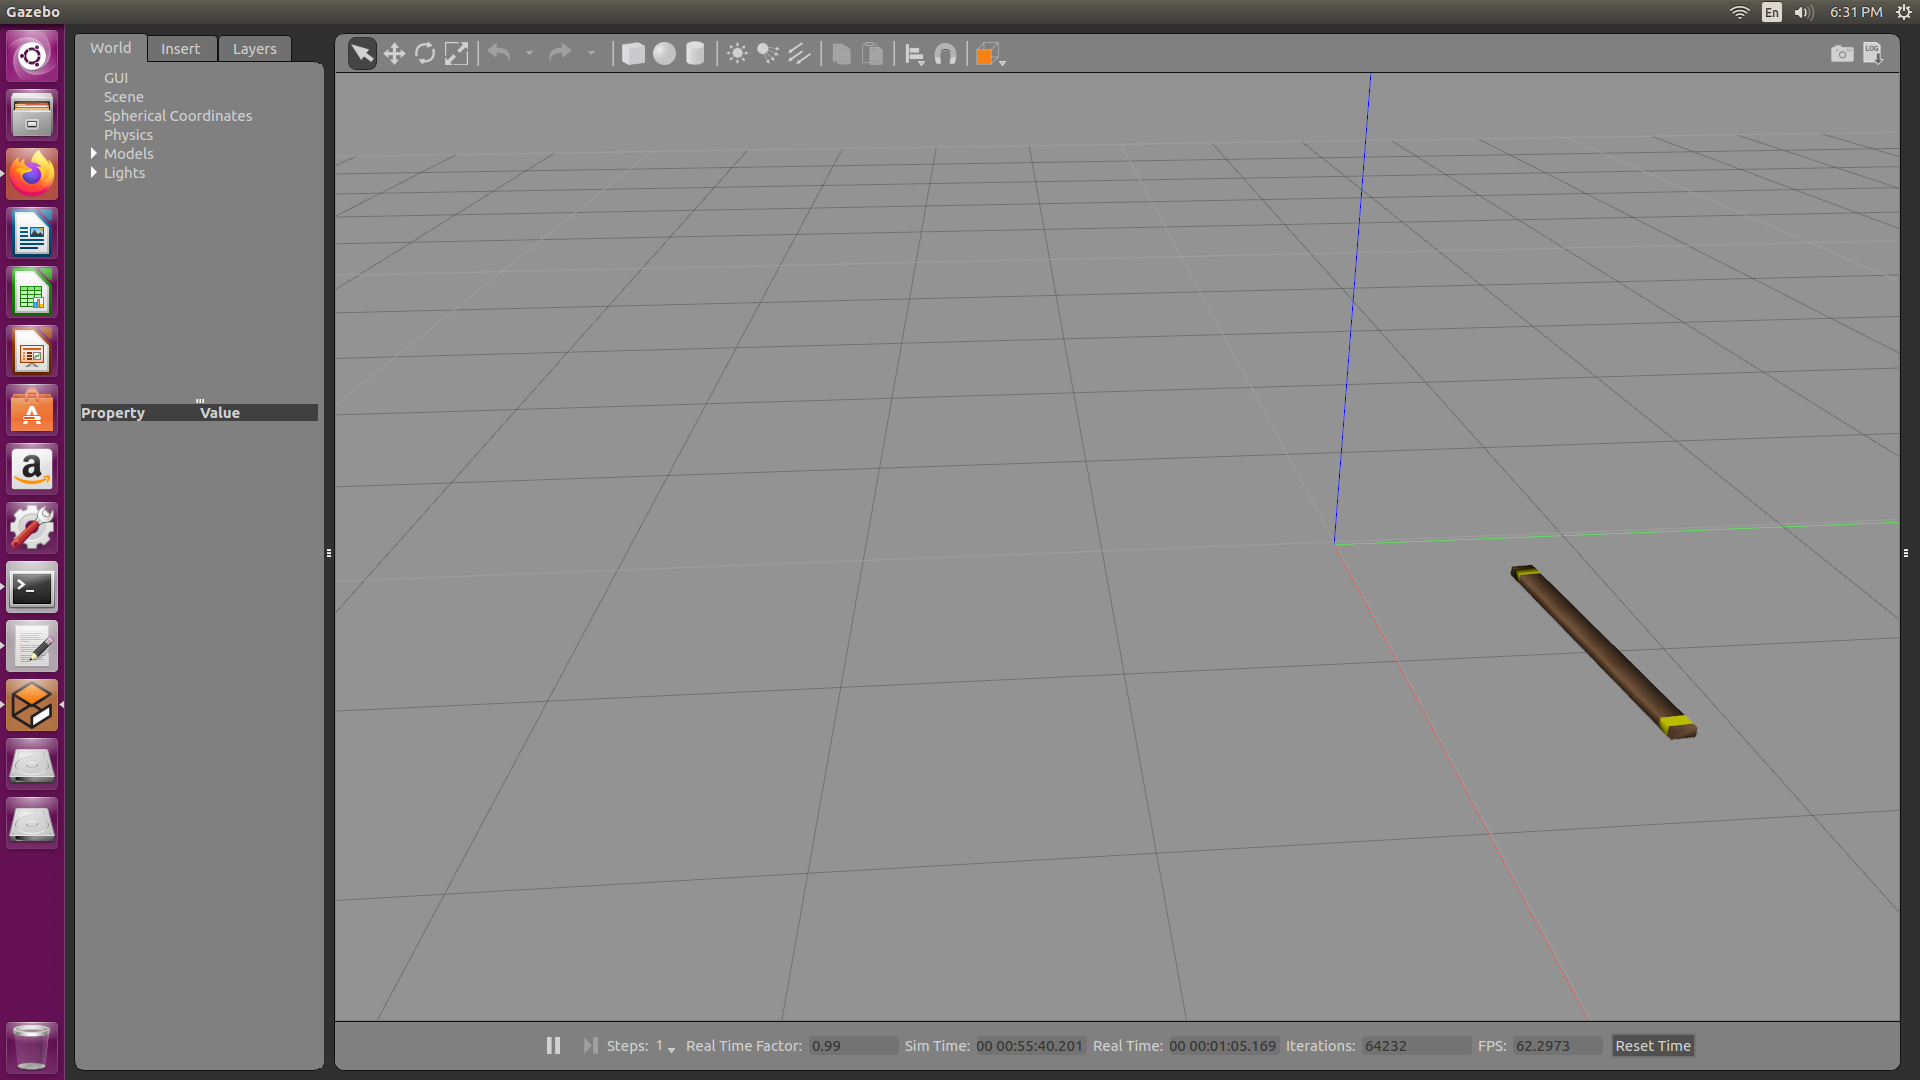 Gazebo
En
6:31 PM
World Insert Layers
GUI
Scene
Spherical Coordinates
Physics
Models
Lights
Property Value
LOG
Steps: 1 Real Time Factor: 0.99 Sim Time: 00 00:55:40.201 Real Time: 00 00:01:05.169 Iterations: 64232 FPS: 62.2973 Reset Time